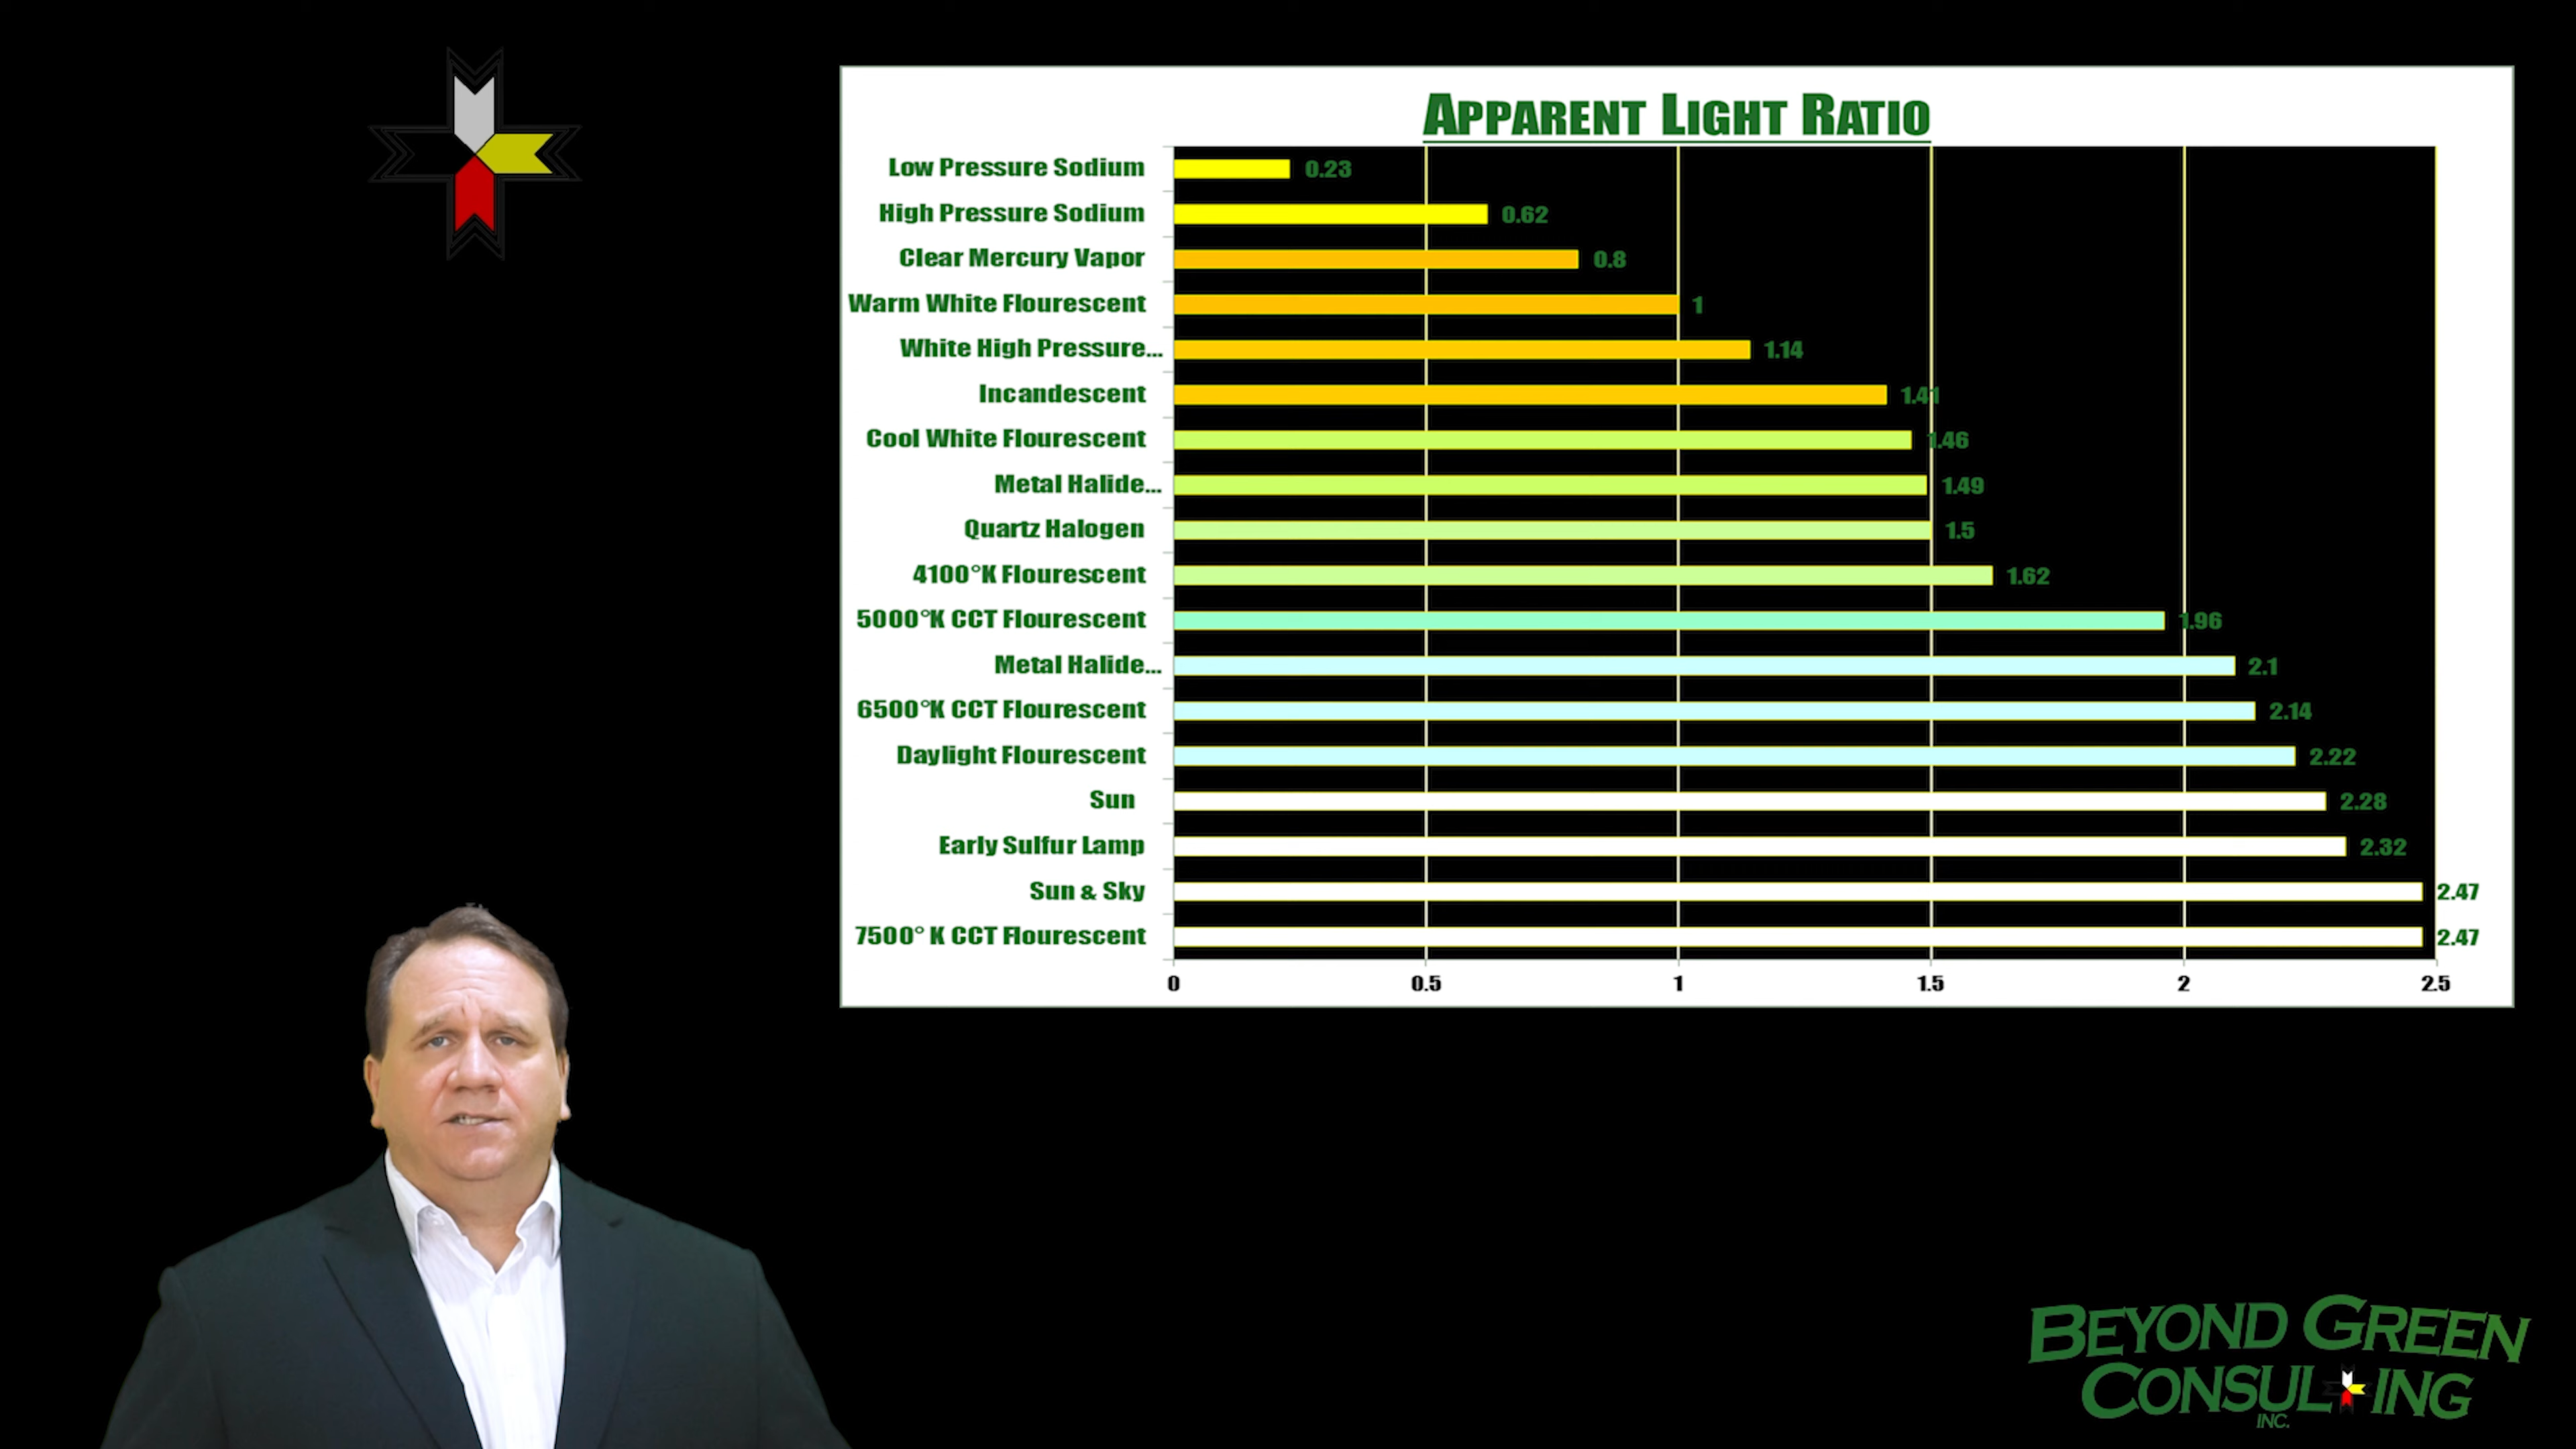 APPARENT LIGHT RATIO
Low Pressure Sodium 0.23
High Pressure Sodium 0.62
Clear Mercury Vapor 0.8
Warm White Flourescent 1
White High Pressure... 1.14
Incandescent 1.41
Cool White Flourescent 1.46
Metal Halide... 1.49
Quartz Halogen 1.5
4100°K Flourescent 1.62
5000°K CCT Flourescent 1.96
Metal Halide... 2.1
6500°K CCT Flourescent 2.14
Daylight Flourescent 2.22
Sun 2.28
Early Sulfur Lamp 2.32
Sun & Sky 2.47
7500° K CCT Flourescent 2.47
0 0.5 1 1.5 2 2.5
BEYOND GREEN
CONSULTING
INC.